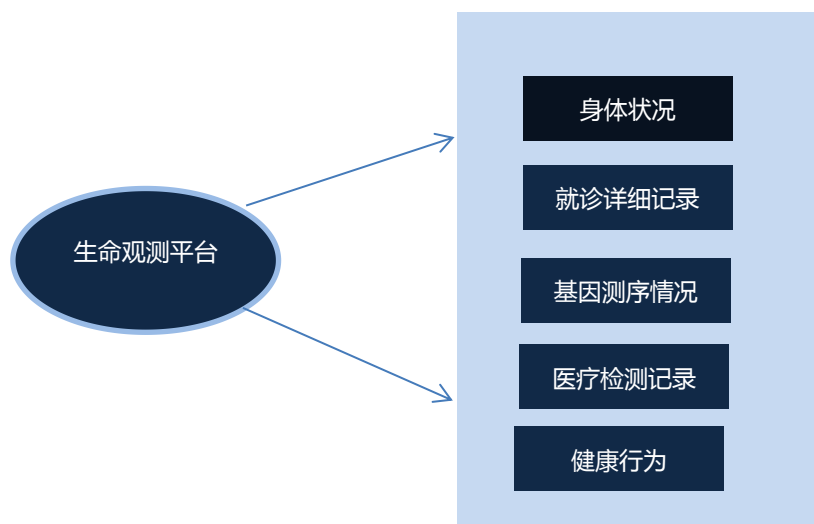 生命观测平台
身体状况
就诊详细记录
基因测序情况
医疗检测记录
健康行为